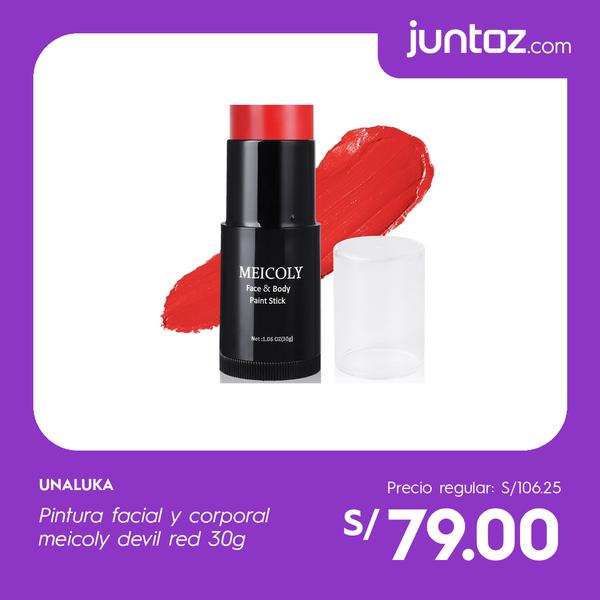 juntoz.com
MEICOLY
Face & Body
Paint Stick
Net :1.06 OZ(30g)
UNALUKA
Pintura facial y corporal
meicoly devil red 30g
Precio regular: S/106.25
S/79.00